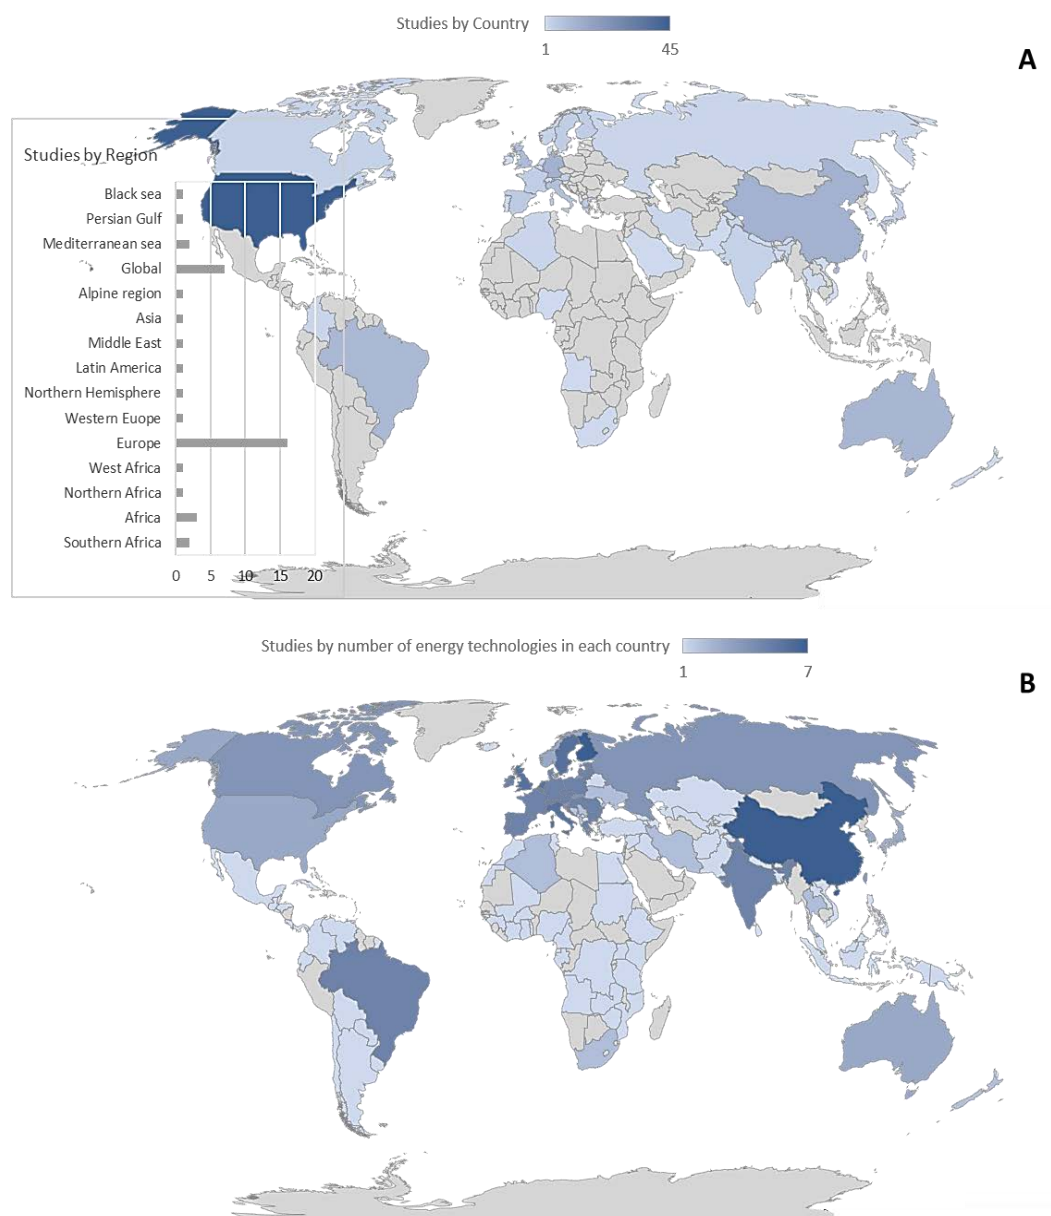 Studies by Country
1 45
A
Studies by Region
Black sea
Persian Gulf
Mediterranean sea
Global
Alpine region
Asia
Middle East
Latin America
Northern Hemisphere
Western Euope
Europe
West Africa
Northern Africa
Africa
Southern Africa
0 5 10 15 20
Studies by number of energy technologies in each country
1 7
B